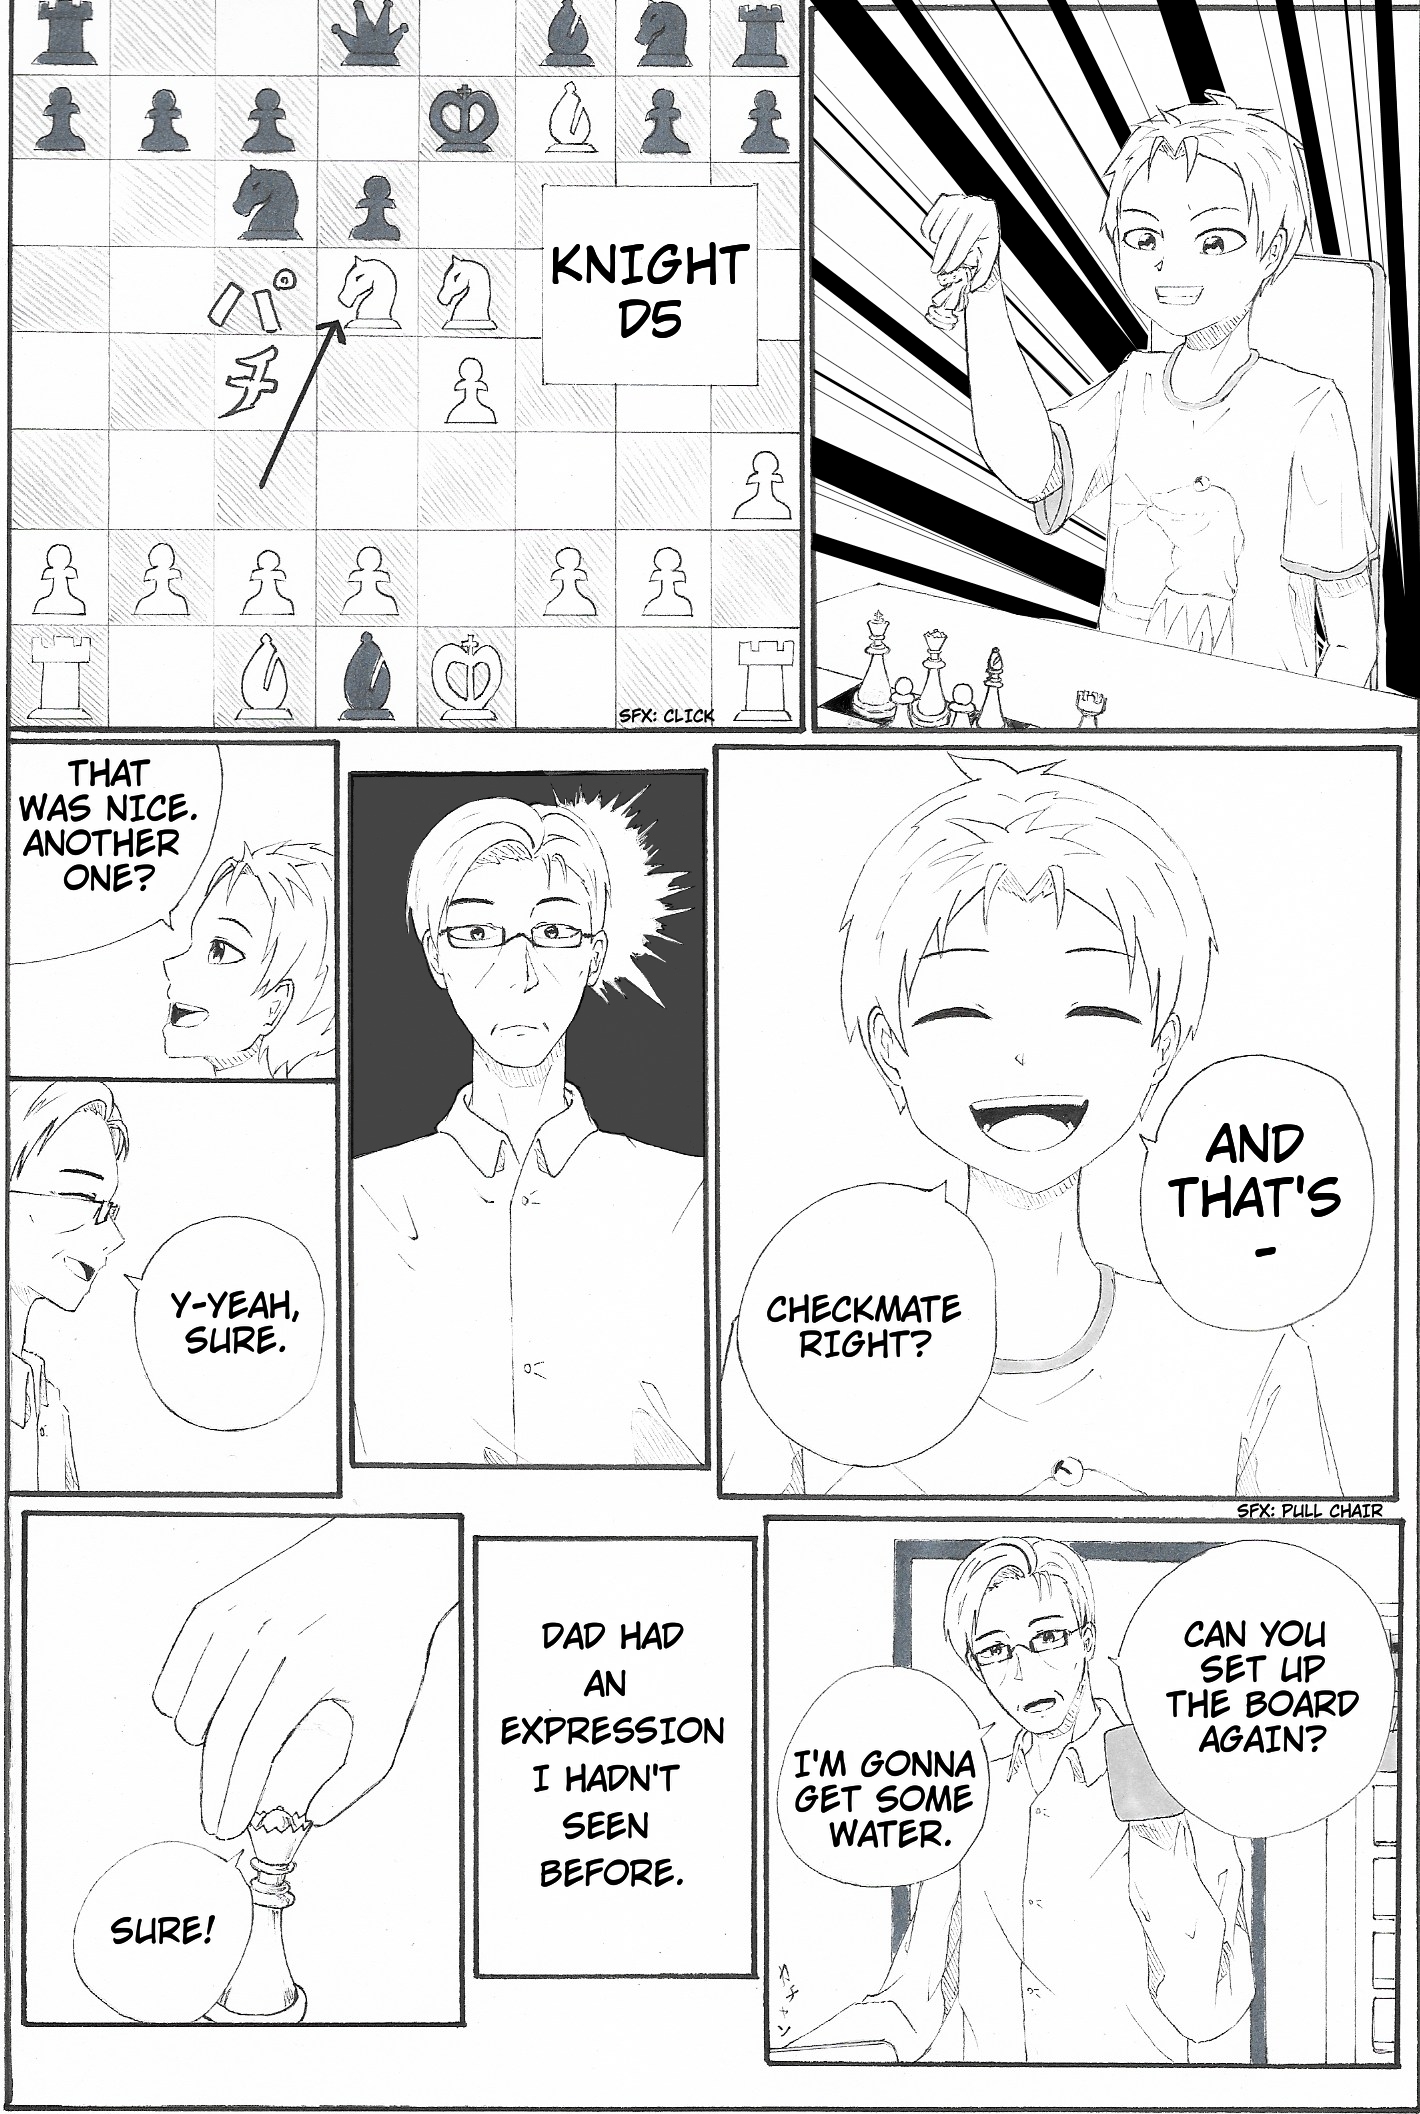 KNIGHT
D5
パ
チ
SFX: CLICK
THAT
WAS NICE.
ANOTHER
ONE?
Y-YEAH,
SURE.
AND
THAT'S
-
CHECKMATE
RIGHT?
SFX: PULL CHAIR
SURE!
DAD HAD
AN
EXPRESSION
I HADN'T
SEEN
BEFORE.
CAN YOU
SET UP
THE BOARD
AGAIN?
I'M GONNA
GET SOME
WATER.